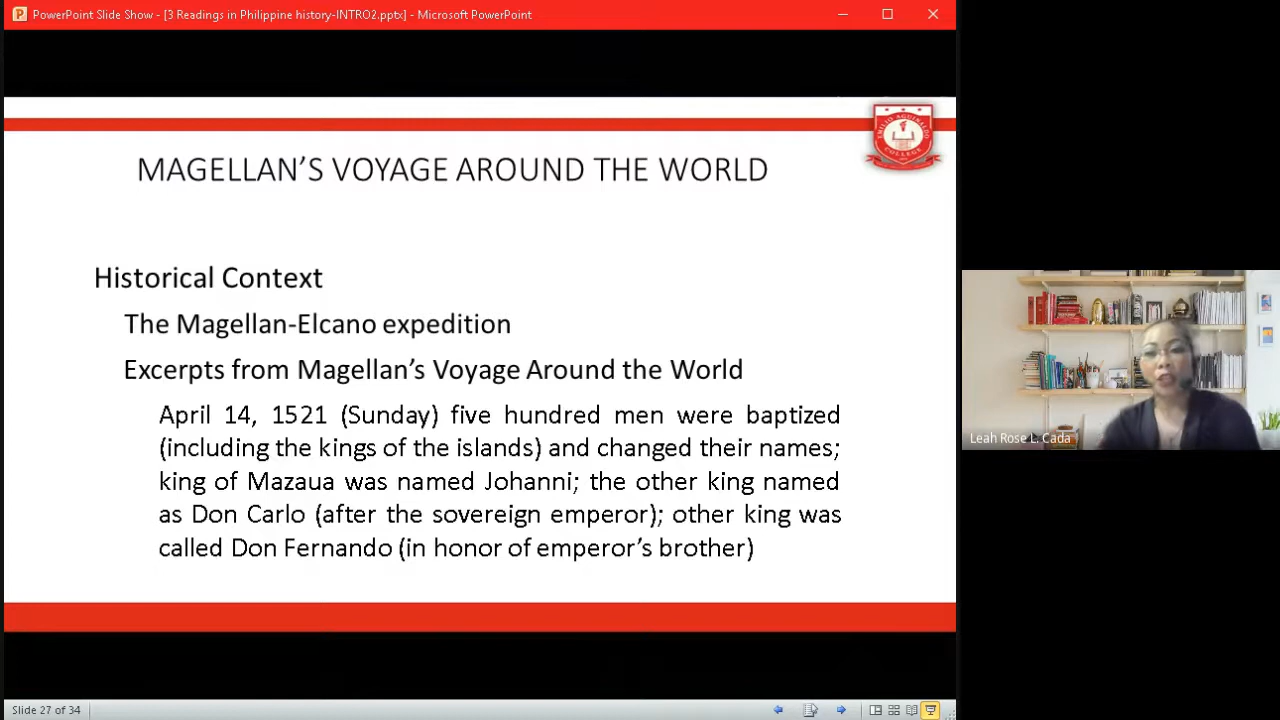 PowerPoint Slide Show - [3 Readings in Philippine history-INTRO2.pptx] - Microsoft PowerPoint
EMILIO AGUINALDO
COLLEGE
MAGELLAN'S VOYAGE AROUND THE WORLD
Historical Context
The Magellan-Elcano expedition
Excerpts from Magellan's Voyage Around the World
April 14, 1521 (Sunday) five hundred men were baptized
(including the kings of the islands) and changed their names;
king of Mazaua was named Johanni; the other king named
as Don Carlo (after the sovereign emperor); other king was
called Don Fernando (in honor of emperor's brother)
Leah Rose L. Cada
Slide 27 of 34